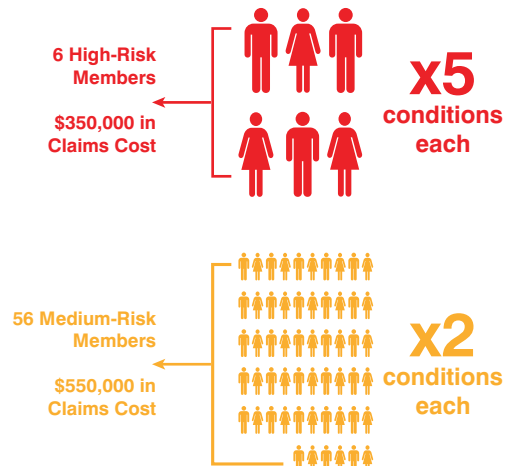 6 High-Risk
Members
$350,000 in
Claims Cost
x5
conditions
each
56 Medium-Risk
Members
$550,000 in
Claims Cost
x2
conditions
each